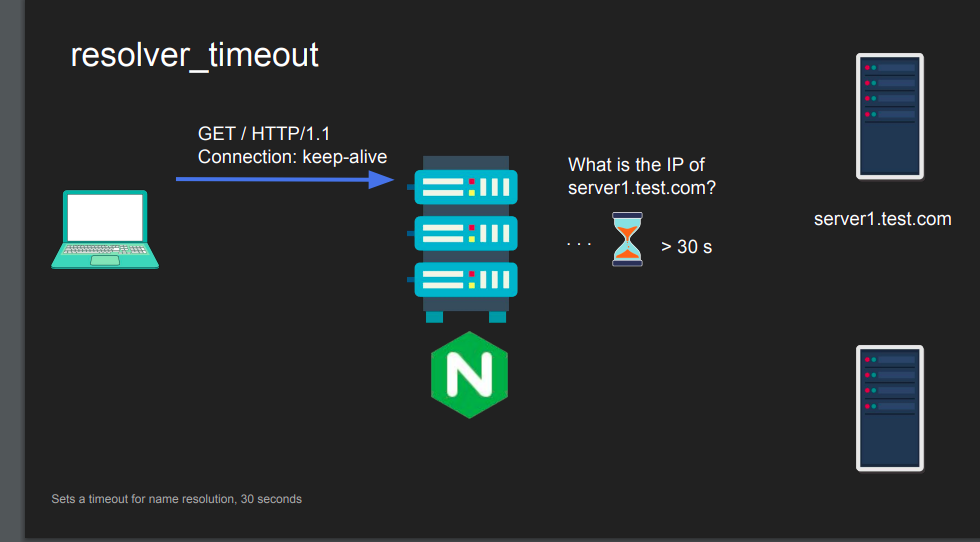 resolver_timeout
GET / HTTP/1.1
Connection: keep-alive
What is the IP of
server1.test.com?
. . .
> 30 s
server1.test.com
N
Sets a timeout for name resolution, 30 seconds